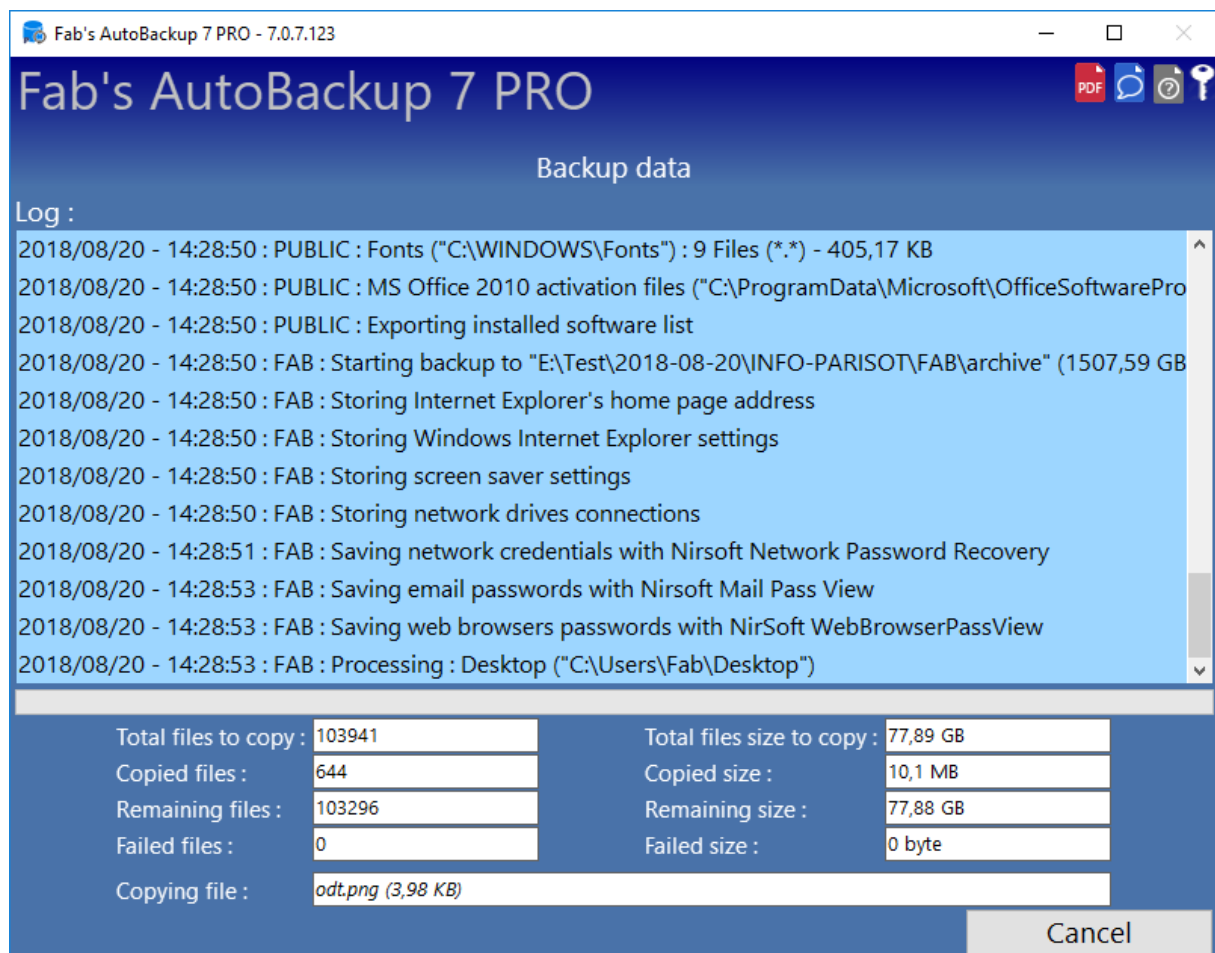 Fab's AutoBackup 7 PRO - 7.0.7.123
Fab's AutoBackup 7 PRO
PDF
Backup data
Log :
2018/08/20 - 14:28:50 : PUBLIC : Fonts ("C:\WINDOWS\Fonts") : 9 Files (*.*) - 405,17 KB
2018/08/20 - 14:28:50 : PUBLIC : MS Office 2010 activation files ("C:\ProgramData\Microsoft\OfficeSoftwarePro
2018/08/20 - 14:28:50 : PUBLIC : Exporting installed software list
2018/08/20 - 14:28:50 : FAB : Starting backup to "E:\Test\2018-08-20\INFO-PARISOT\FAB\archive" (1507,59 GB
2018/08/20 - 14:28:50 : FAB : Storing Internet Explorer's home page address
2018/08/20 - 14:28:50 : FAB : Storing Windows Internet Explorer settings
2018/08/20 - 14:28:50 : FAB : Storing screen saver settings
2018/08/20 - 14:28:50 : FAB : Storing network drives connections
2018/08/20 - 14:28:51 : FAB : Saving network credentials with Nirsoft Network Password Recovery
2018/08/20 - 14:28:53 : FAB : Saving email passwords with Nirsoft Mail Pass View
2018/08/20 - 14:28:53 : FAB : Saving web browsers passwords with NirSoft WebBrowserPassView
2018/08/20 - 14:28:53 : FAB : Processing : Desktop ("C:\Users\Fab\Desktop")
Total files to copy : 103941 Total files size to copy : 77,89 GB
Copied files : 644 Copied size : 10,1 MB
Remaining files : 103296 Remaining size : 77,88 GB
Failed files : 0 Failed size : 0 byte
Copying file : odt.png (3,98 KB)
Cancel